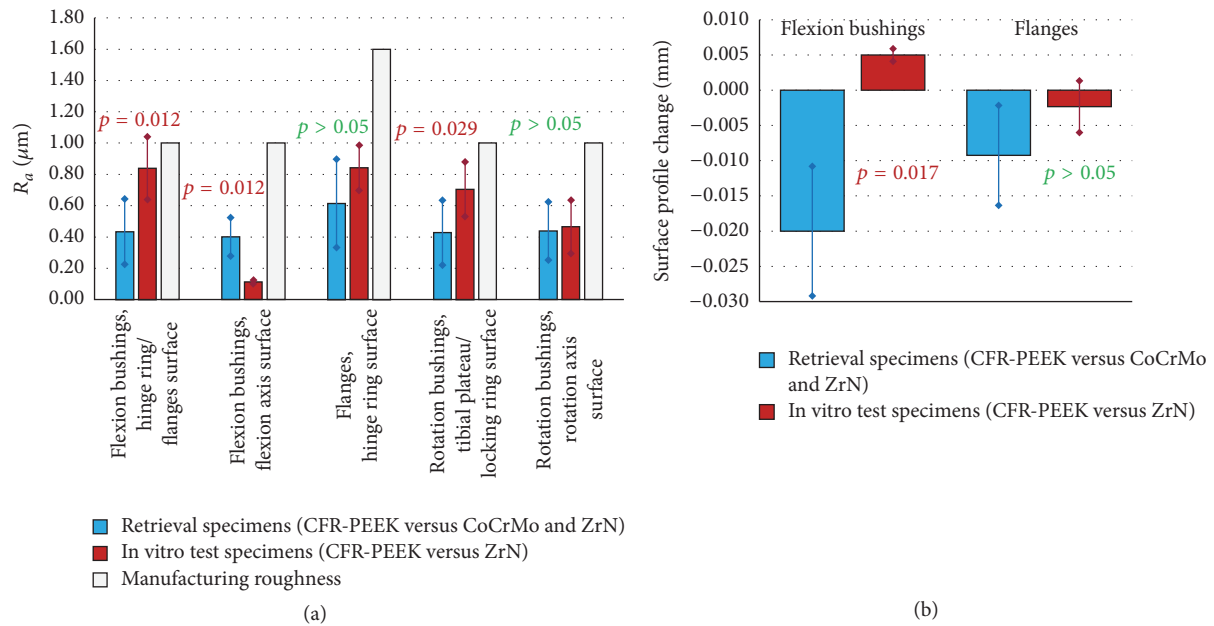 1.80
1.60
1.40
1.20
1.00
0.80
0.60
0.40
0.20
0.00
Rₐ (μm)
p = 0.012
p = 0.012
p > 0.05
p = 0.029
p > 0.05
Flexion bushings,
hinge ring/
flanges surface
Flexion bushings,
flexion axis surface
Flanges,
hinge ring surface
Rotation bushings,
tibial plateau/
locking ring surface
Rotation bushings,
rotation axis
surface
Retrieval specimens (CFR-PEEK versus CoCrMo and ZrN)
In vitro test specimens (CFR-PEEK versus ZrN)
Manufacturing roughness
(a)
0.010
0.005
0.000
−0.005
−0.010
−0.015
−0.020
−0.030
Surface profile change (mm)
Flexion bushings
Flanges
p = 0.017
p > 0.05
Retrieval specimens (CFR-PEEK versus CoCrMo
and ZrN)
In vitro test specimens (CFR-PEEK versus ZrN)
(b)